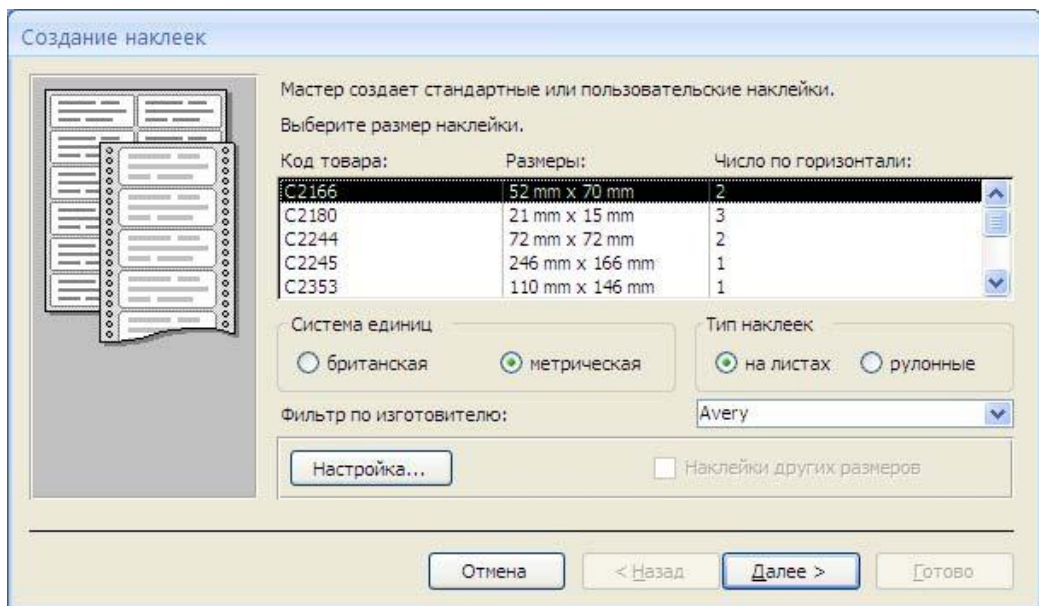 Создание наклеек
Мастер создает стандартные или пользовательские наклейки.
Выберите размер наклейки.
Код товара: Размеры: Число по горизонтали:
C2166 52 mm x 70 mm 2
C2180 21 mm x 15 mm 3
C2244 72 mm x 72 mm 2
C2245 246 mm x 166 mm 1
C2353 110 mm x 146 mm 1
Система единиц Тип наклеек
британская метрическая на листах рулонные
Фильтр по изготовителю: Avery
Настройка... Наклейки других размеров
Отмена < Назад Далее > Готово